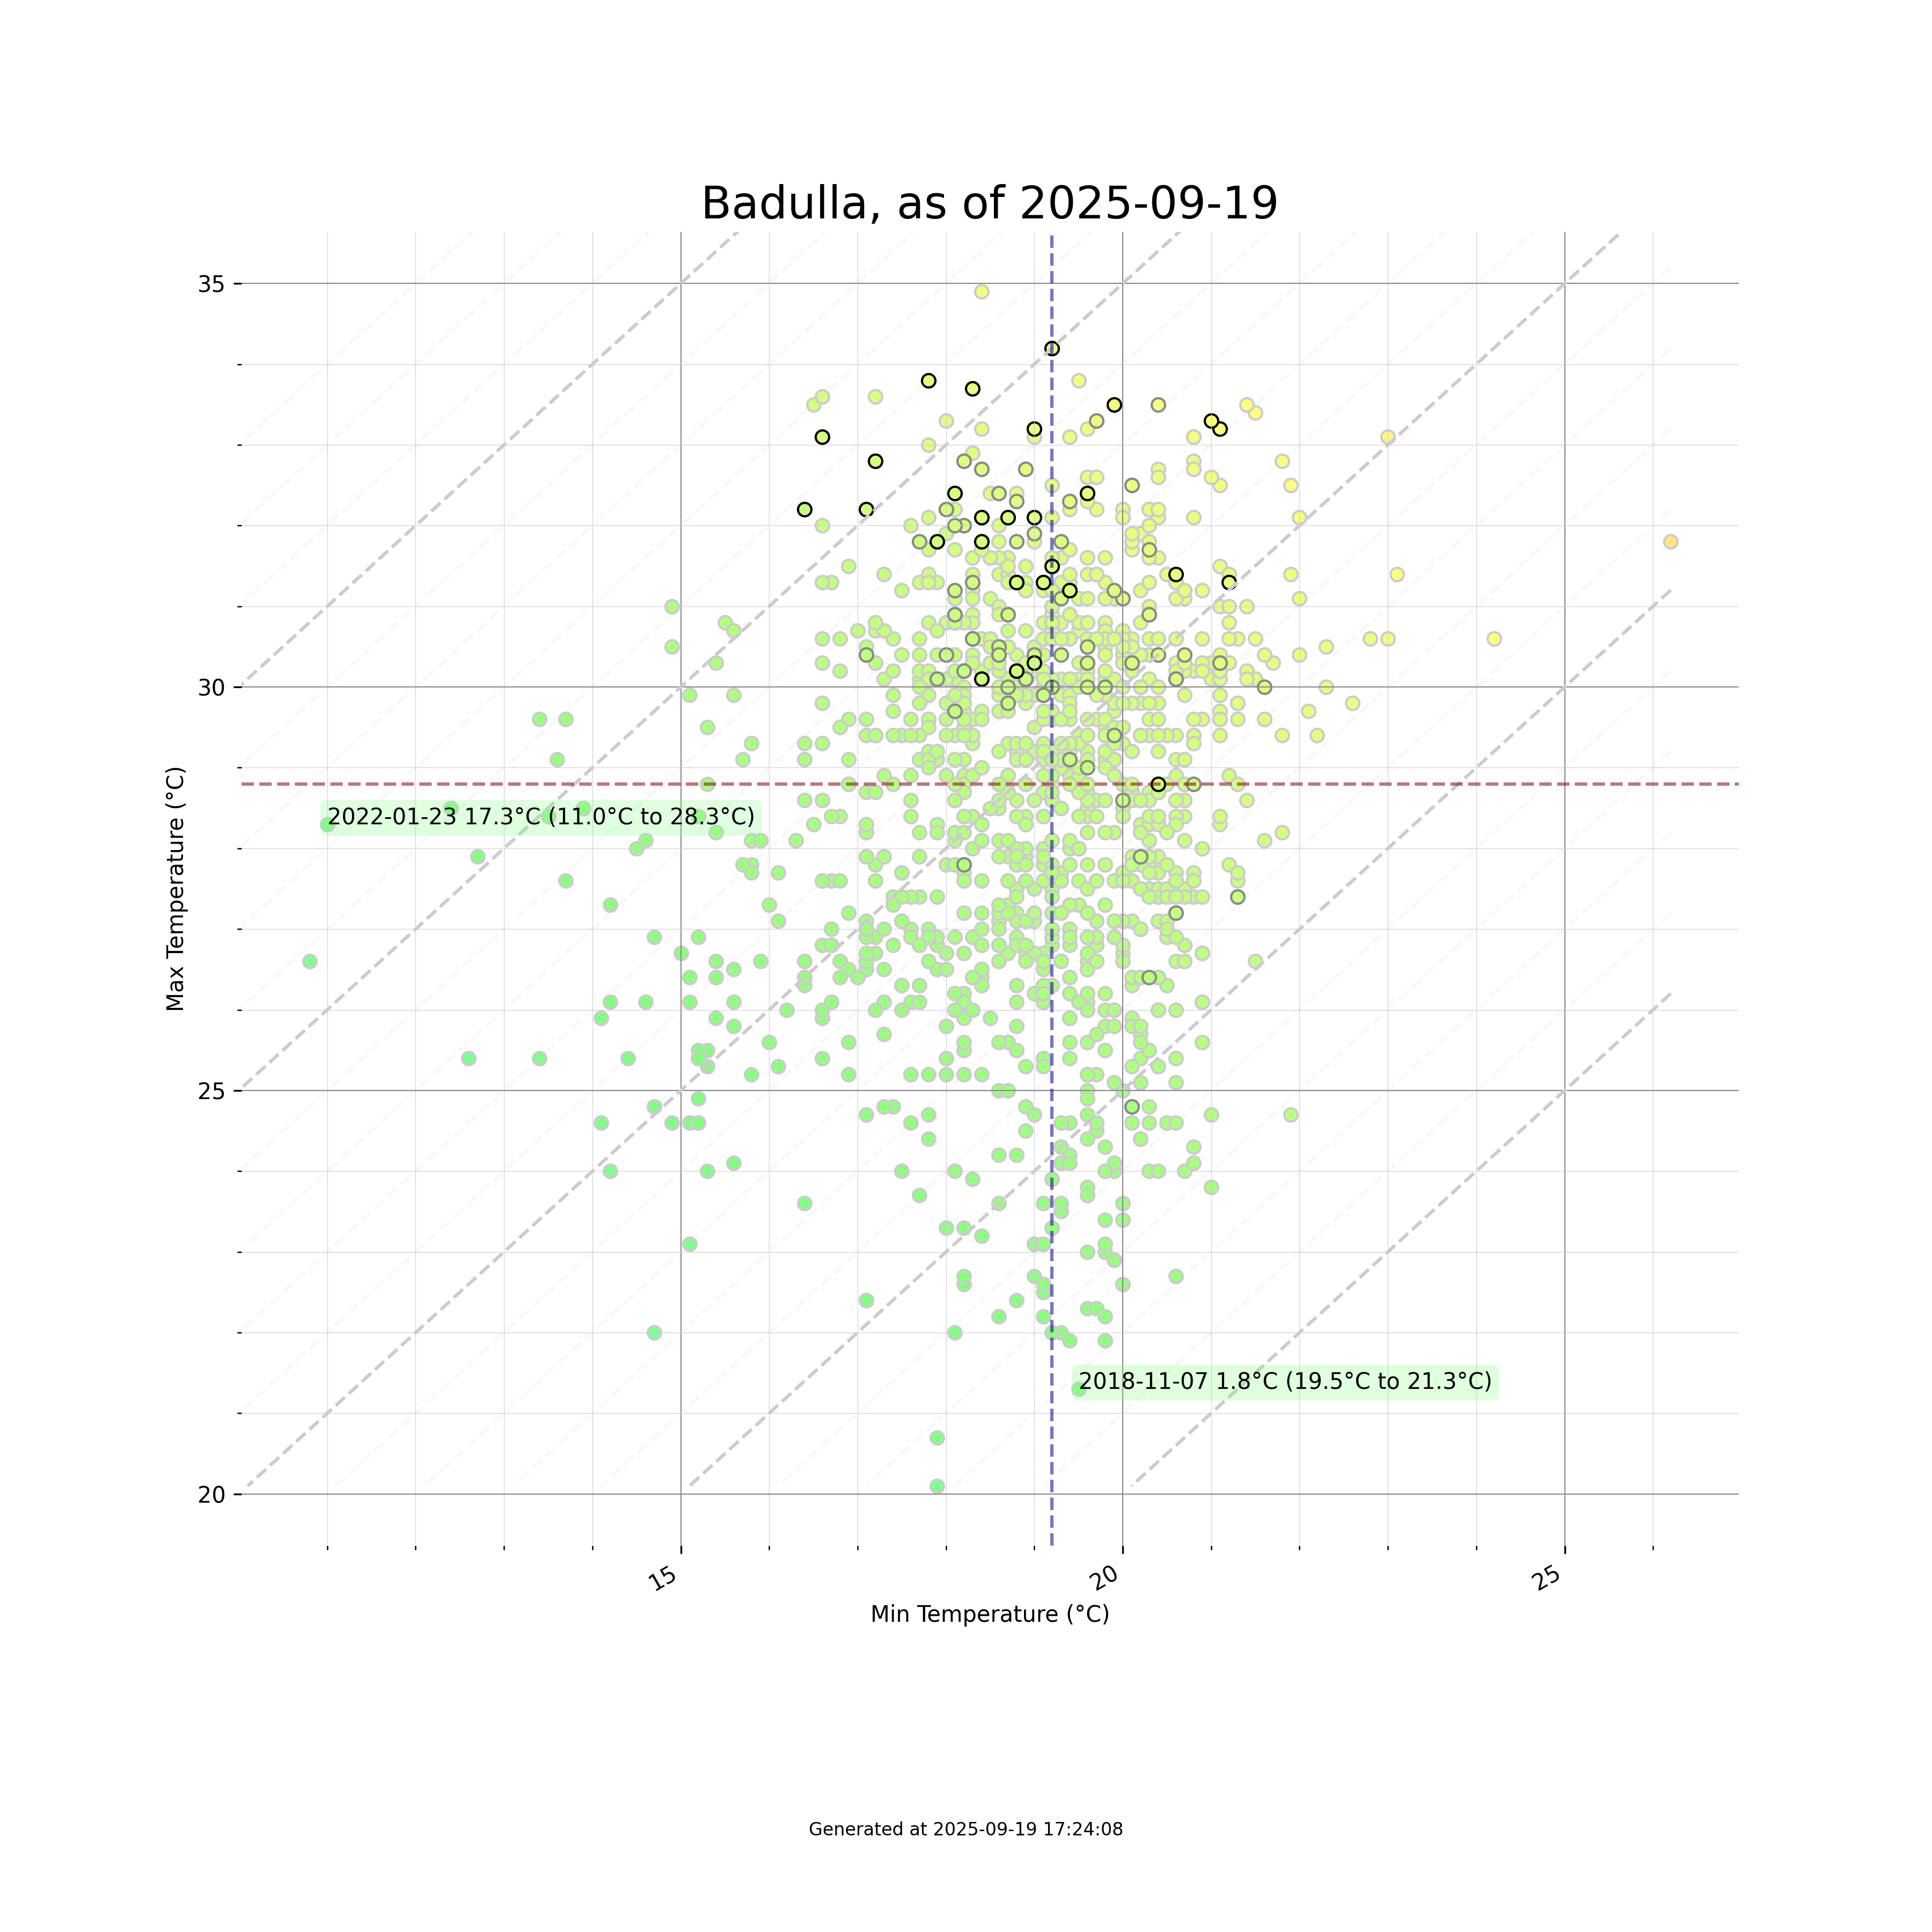 Badulla, as of 2025-09-19
35
30
25
20
Max Temperature (°C)
2022-01-23 17.3°C (11.0°C to 28.3°C)
2018-11-07 1.8°C (19.5°C to 21.3°C)
15
20
25
Min Temperature (°C)
Generated at 2025-09-19 17:24:08